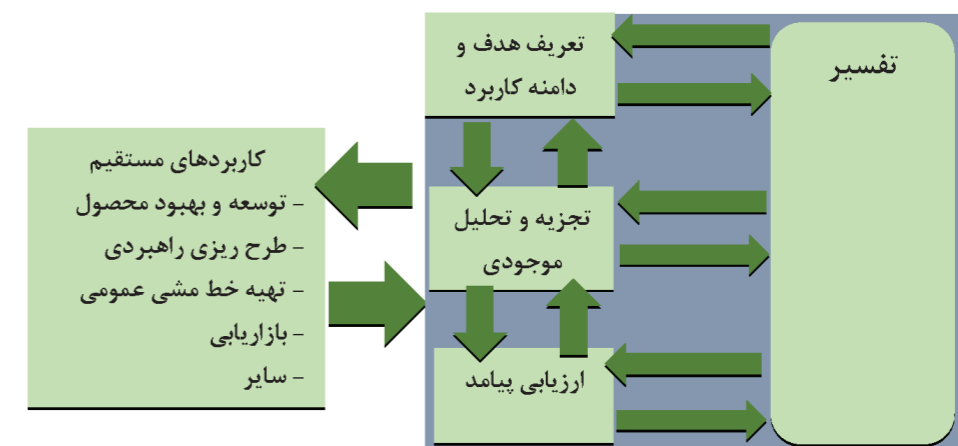 تعریف هدف و
دامنه کاربرد
تفسیر
کاربردهای مستقیم
- توسعه و بهبود محصول
- طرح ریزی راهبردی
- تهیه خط مشی عمومی
- بازاریابی
- سایر
تجزیه و تحلیل
موجودی
ارزیابی پیامد